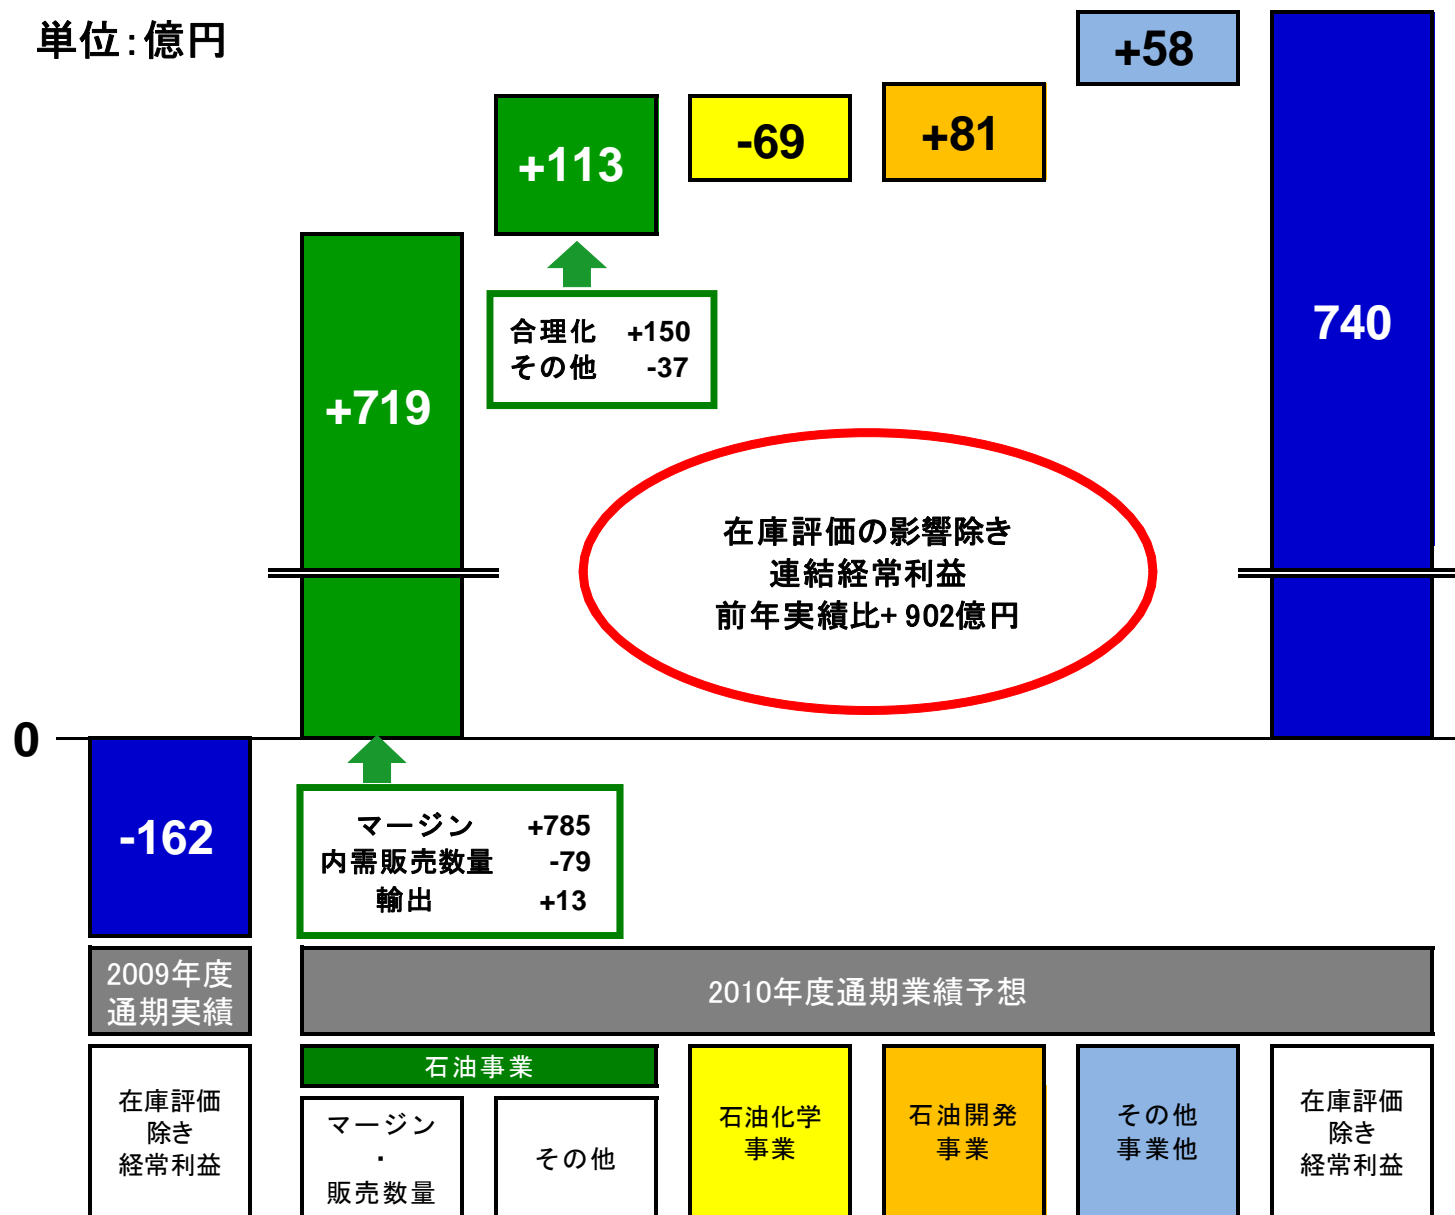 単位：億円
+58
+113
-69
+81
合理化 +150
その他 -37
740
+719
在庫評価の影響除き
連結経常利益
前年実績比+902億円
0
-162
マージン +785
内需販売数量 -79
輸出 +13
2009年度
通期実績
2010年度通期業績予想
石油事業
在庫評価
除き
経常利益
マージン
・
販売数量
その他
石油化学
事業
石油開発
事業
その他
事業他
在庫評価
除き
経常利益